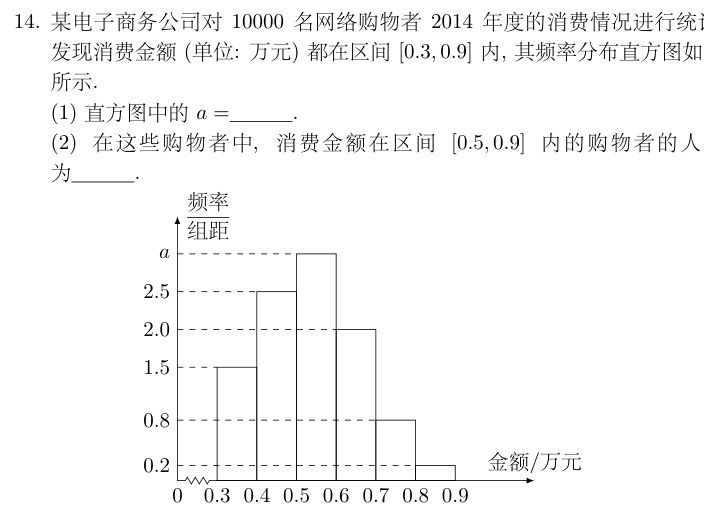 14. 某电子商务公司对 10000 名网络购物者 2014 年度的消费情况进行统
发现消费金额 (单位: 万元) 都在区间 [0.3, 0.9] 内, 其频率分布直方图如
所示.
(1) 直方图中的 a =______.
(2) 在这些购物者中, 消费金额在区间 [0.5, 0.9] 内的购物者的人
为______.
频率
组距
a
2.5
2.0
1.5
0.8
0.2
金额/万元
0 0.3 0.4 0.5 0.6 0.7 0.8 0.9